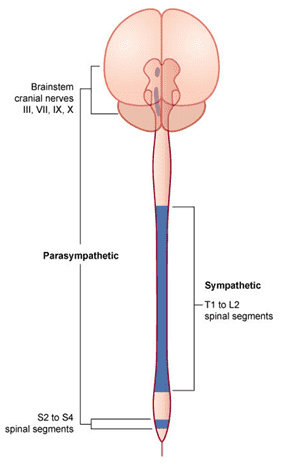 Brainstem
cranial nerves
III, VII, IX, X
Parasympathetic
Sympathetic
T1 to L2
spinal segments
S2 to S4
spinal segments